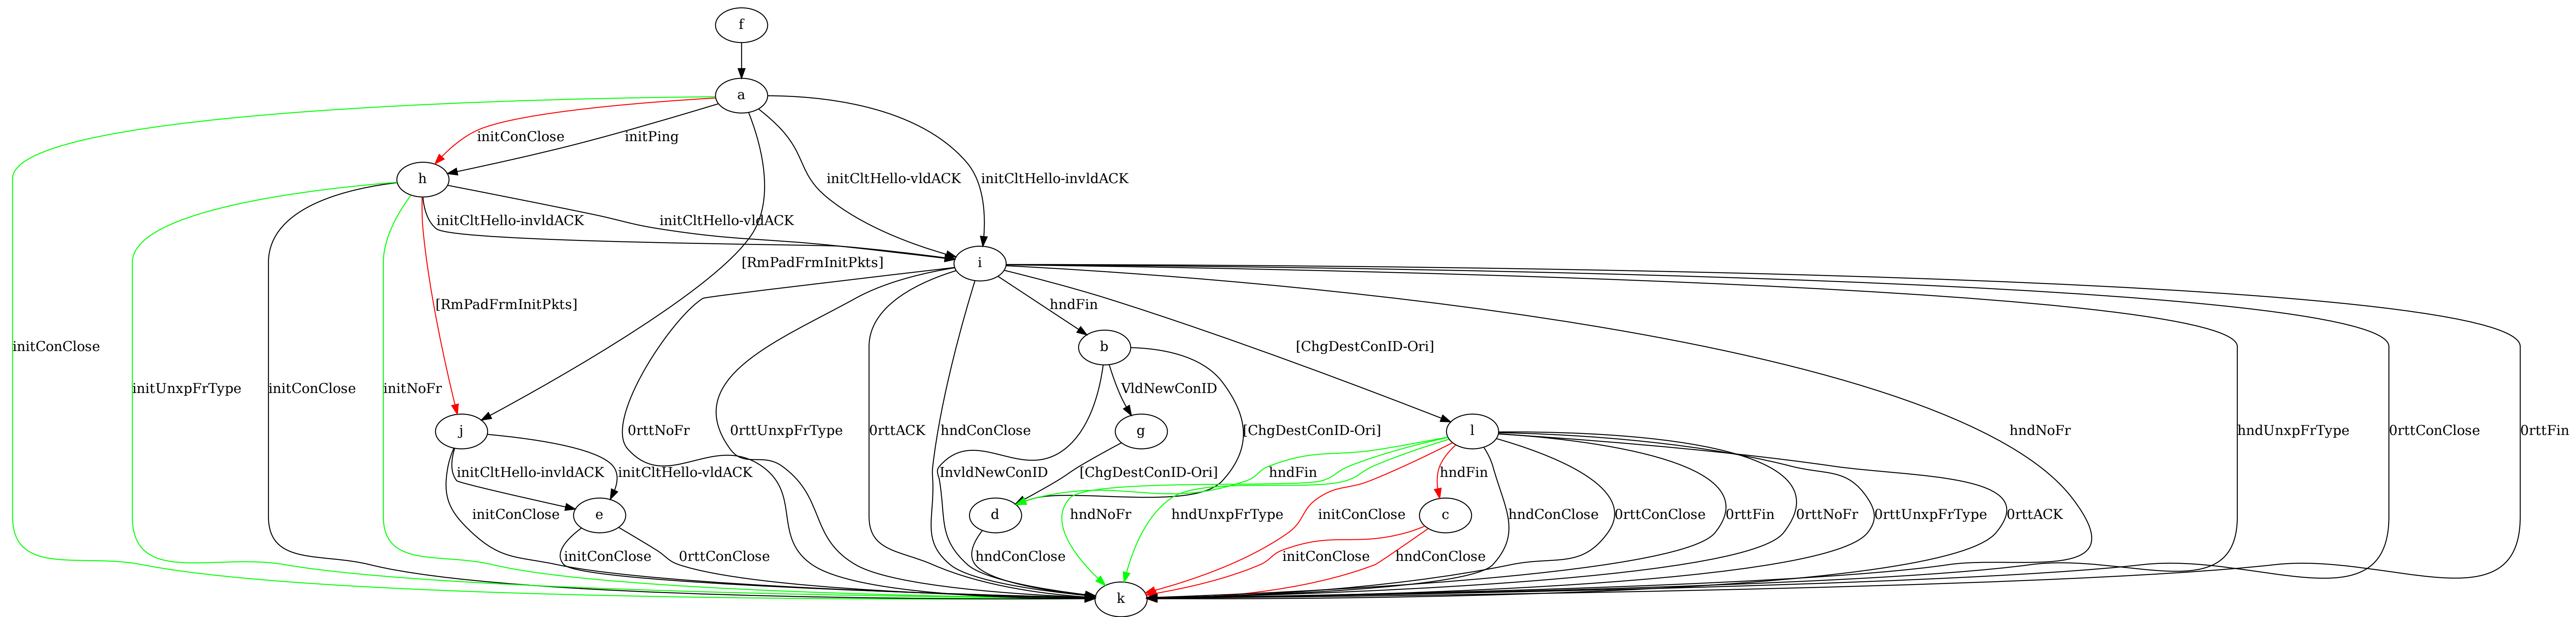 f
a
initConClose
initPing
h
initCltHello-vldACK
initCltHello-invldACK
initCltHello-invldACK
initCltHello-vldACK
[RmPadFrmInitPkts]
i
[RmPadFrmInitPkts]
hndFin
initConClose
b
[ChgDestConID-Ori]
initUnxpFrType
initConClose
initNoFr
VldNewConID
j
0rttNoFr
0rttUnxpFrType
0rttACK
hndConClose
g
[ChgDestConID-Ori]
l
hndNoFr
hndUnxpFrType
0rttConClose
0rttFin
initCltHello-invldACK
initCltHello-vldACK
InvldNewConID
[ChgDestConID-Ori]
hndFin
hndFin
initConClose
e
d
hndNoFr
hndUnxpFrType
initConClose
c
hndConClose
0rttConClose
0rttFin
0rttNoFr
0rttUnxpFrType
0rttACK
initConClose
0rttConClose
hndConClose
initConClose
hndConClose
k